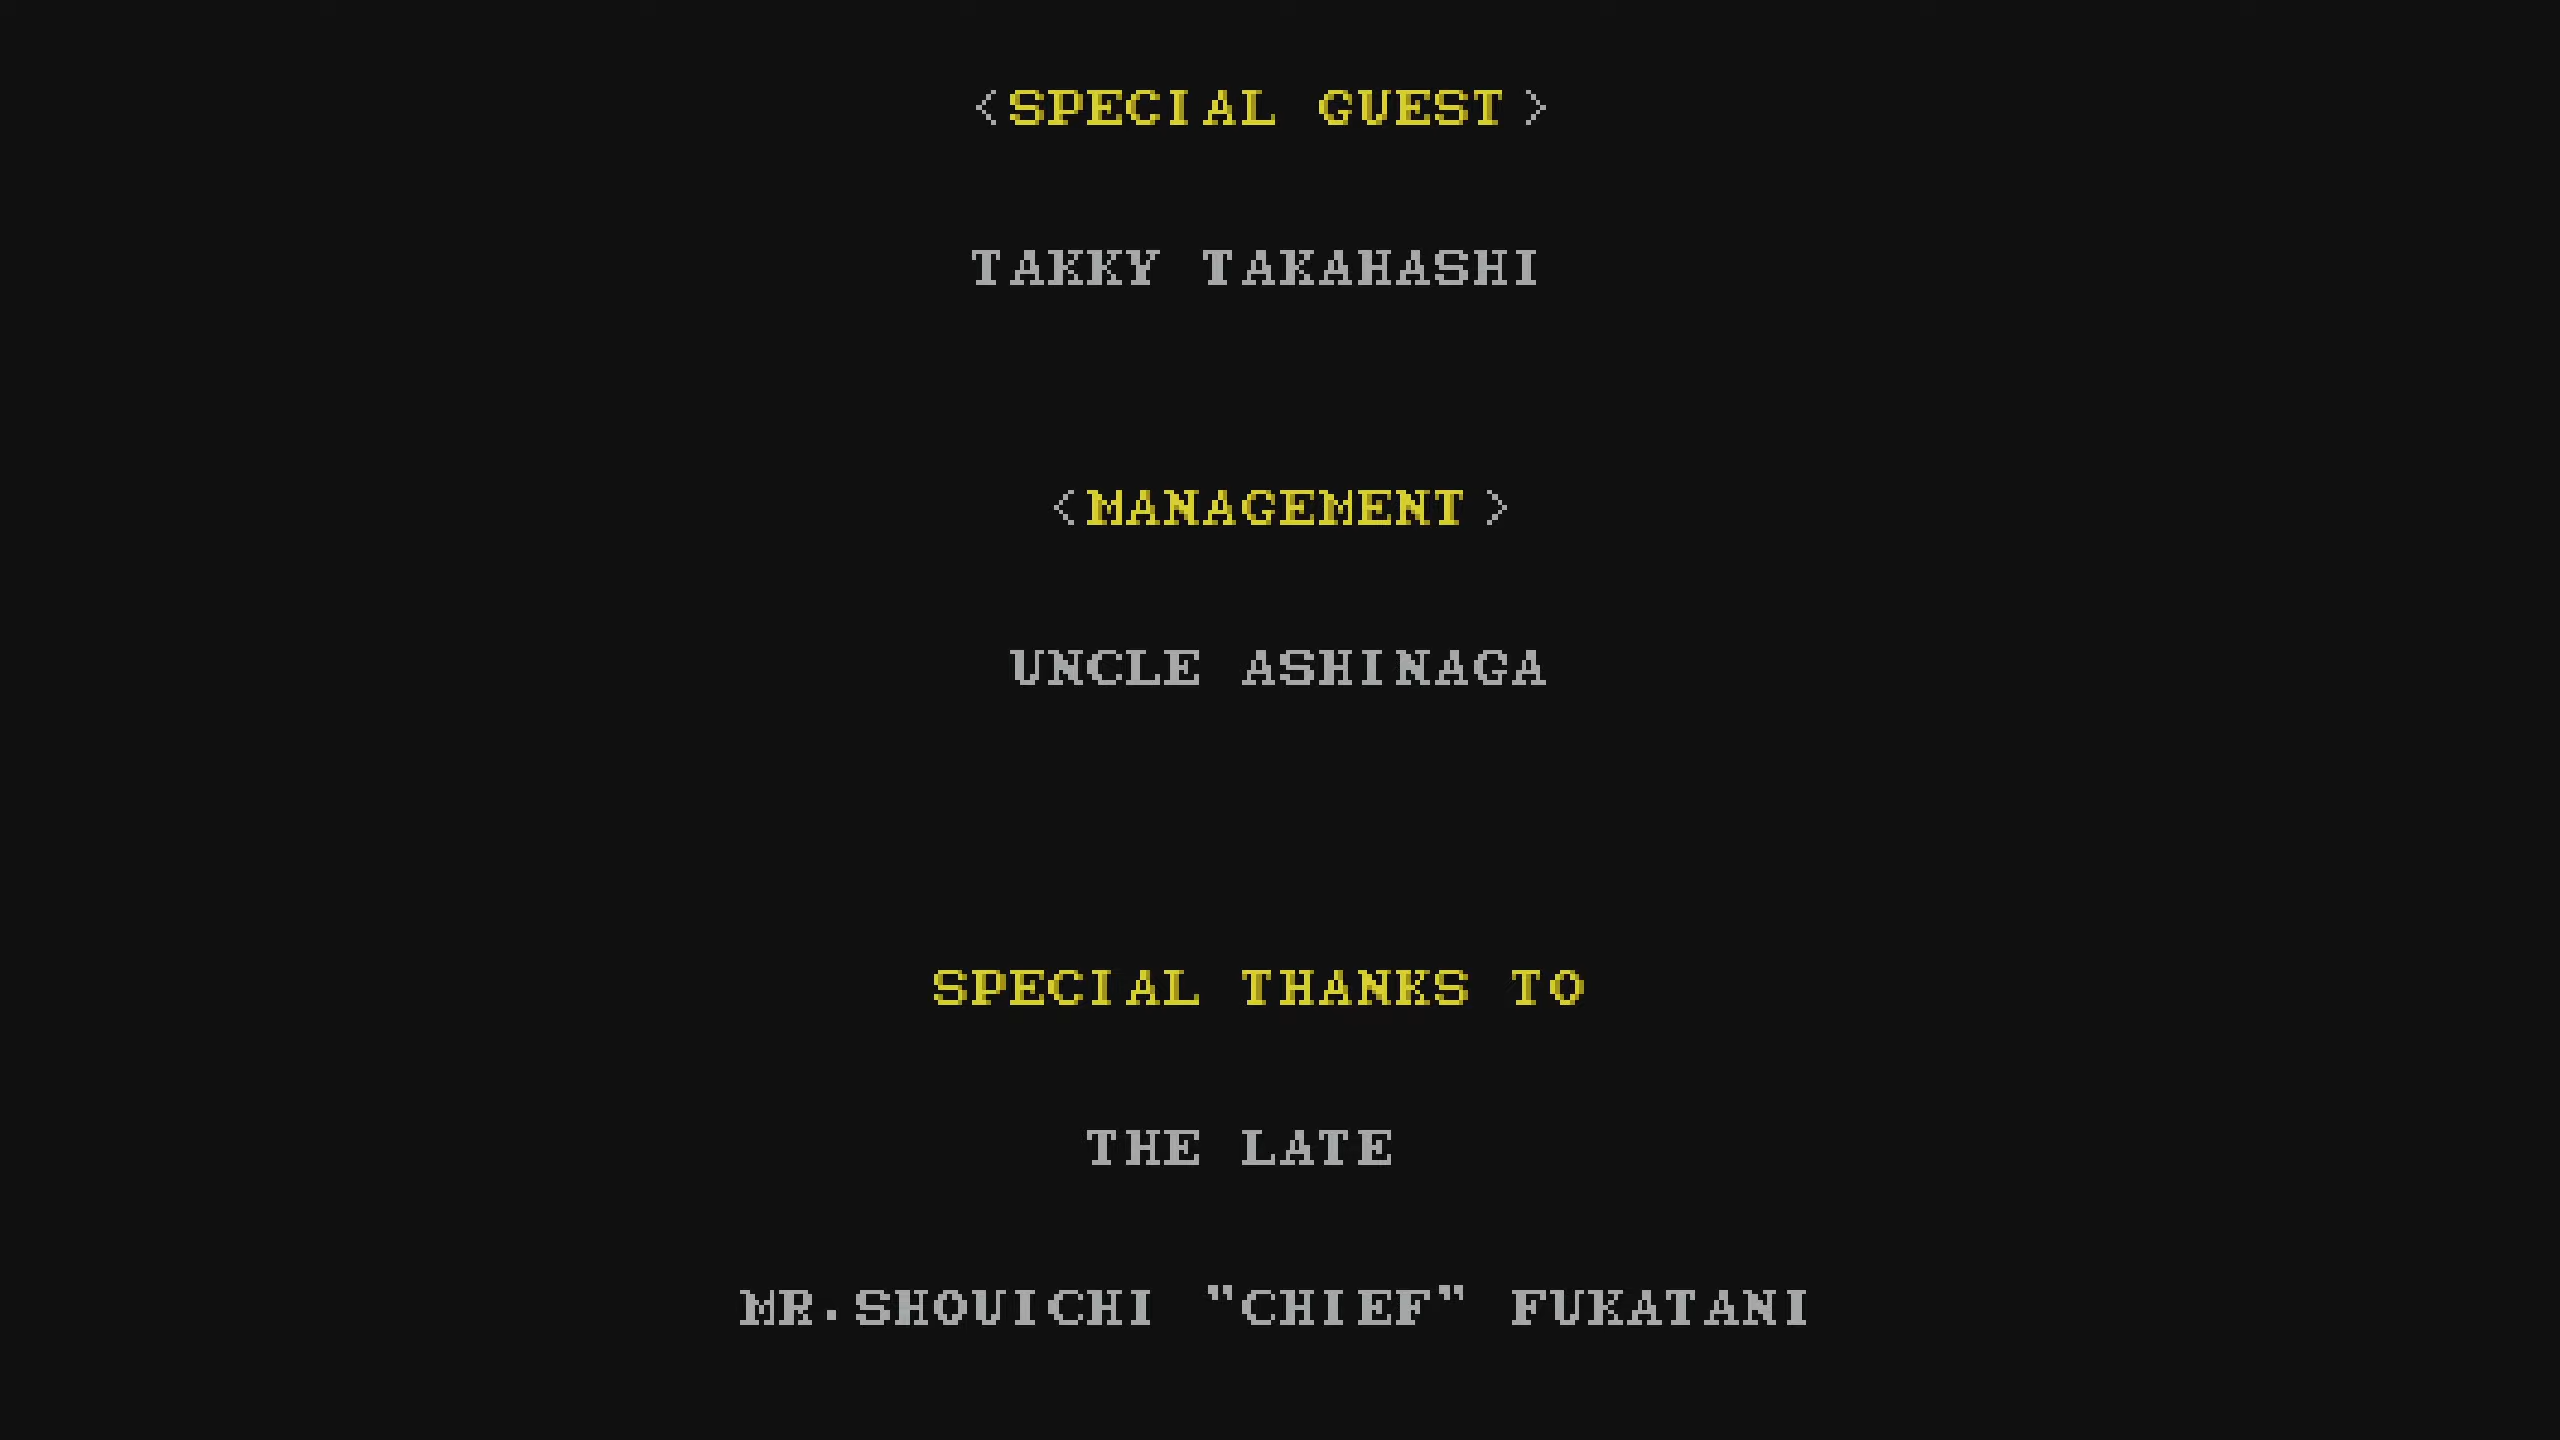 <SPECIAL GUEST>
TAKKY TAKAHASHI
<MANAGEMENT>
UNCLE ASHINAGA
SPECIAL THANKS TO
THE LATE
MR.SHOUICHI "CHIEF" FUKATANI